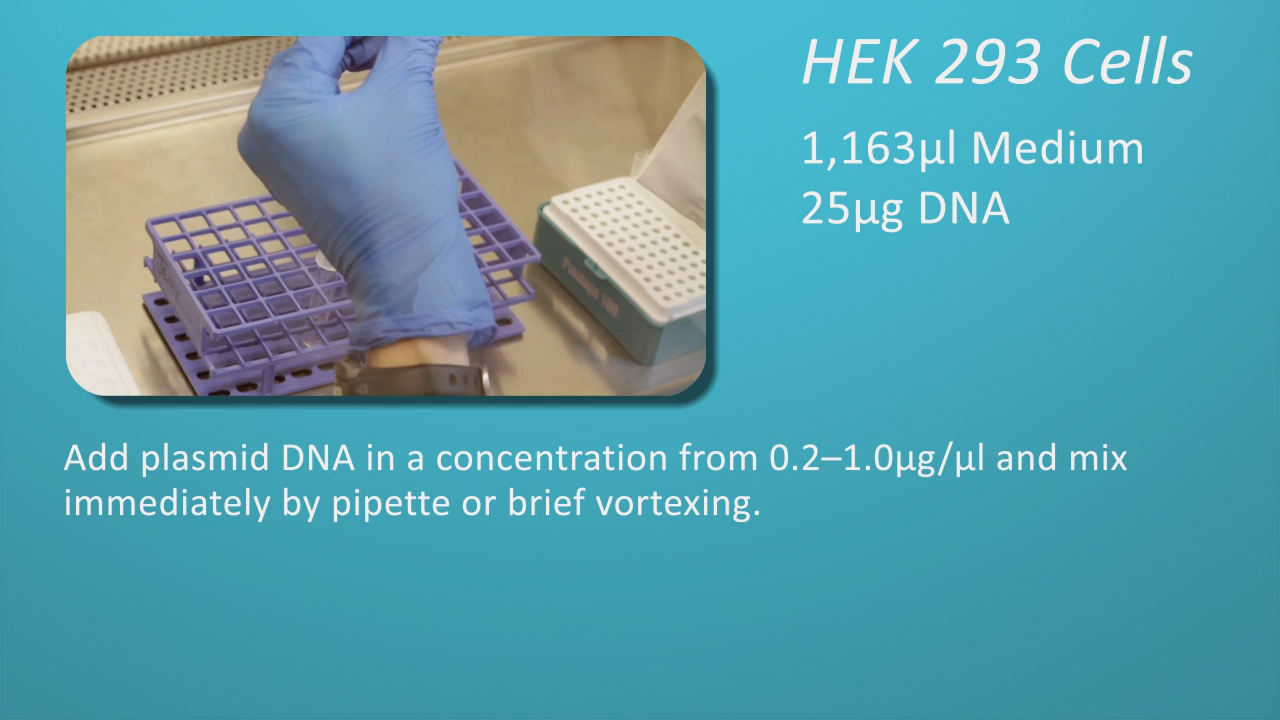 HEK 293 Cells
1,163µl Medium
25µg DNA
Add plasmid DNA in a concentration from 0.2–1.0µg/µl and mix
immediately by pipette or brief vortexing.